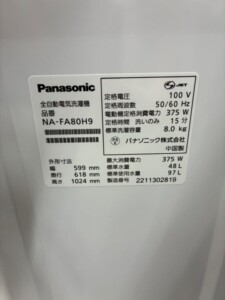 Panasonic
全自動電気洗濯機
品番
NA-FA80H9
外形寸法
幅 599 mm
奥行 618 mm
高さ 1024 mm
JET
定格電圧 100 V
定格周波数 50/60 Hz
電動機定格消費電力 375 W
定格時間 洗いのみ 15 分
標準洗濯容量 8.0 kg
パナソニック株式会社
中国製
最大消費電力 375 W
標準水量 48 L
標準使用水量 97 L
製造番号 2211302819